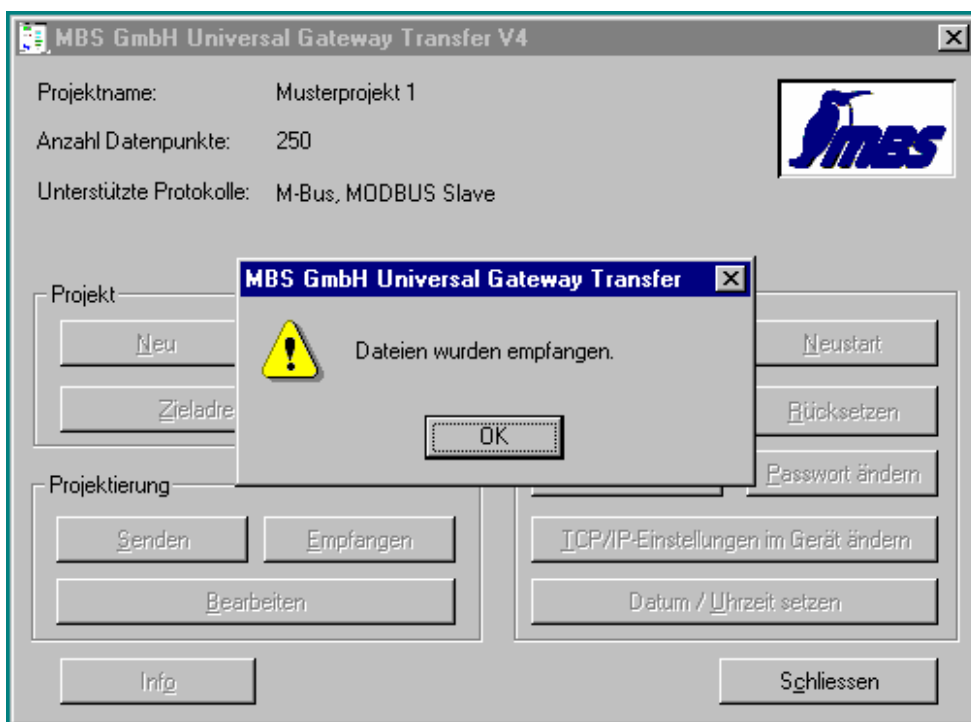 MBS GmbH Universal Gateway Transfer V4
Projektname: Musterprojekt 1
Anzahl Datenpunkte: 250
Unterstützte Protokolle: M-Bus, MODBUS Slave
MBS
MBS GmbH Universal Gateway Transfer
Dateien wurden empfangen.
OK
Projekt
Neu
Neustart
Rücksetzen
Passwort ändern
Projektierung
Senden Empfangen
TCP/IP-Einstellungen im Gerät ändern
Bearbeiten
Datum / Uhrzeit setzen
Info
Schliessen